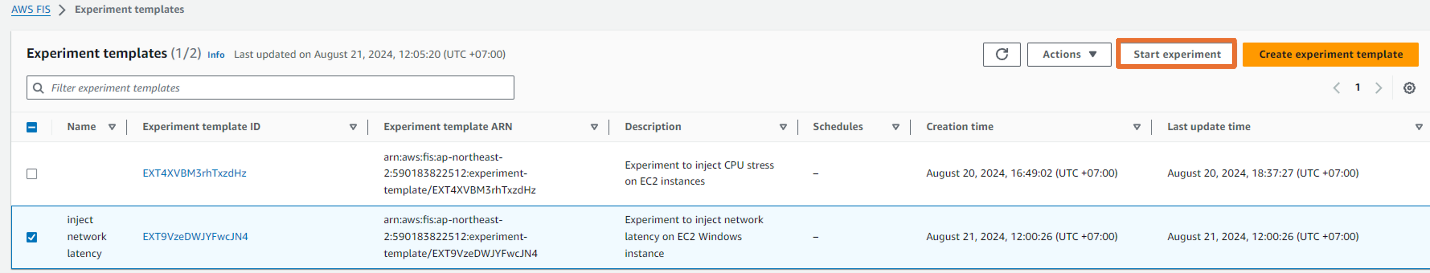 AWS FIS > Experiment templates
Experiment templates (1/2) Info Last updated on August 21, 2024, 12:05:20 (UTC +07:00)
Actions
Start experiment
Create experiment template
Filter experiment templates
1
Name
Experiment template ID
Experiment template ARN
Description
Schedules
Creation time
Last update time
EXT4XVBM3rhTxzdHz
arn:aws:fis:ap-northeast-
2:590183822512:experiment-
template/EXT4XVBM3rhTxzdHz
Experiment to inject CPU stress
on EC2 instances
–
August 20, 2024, 16:49:02 (UTC +07:00)
August 20, 2024, 18:37:27 (UTC +07:00)
inject
network
latency
EXT9VzeDWJYFwcJN4
arn:aws:fis:ap-northeast-
2:590183822512:experiment-
template/EXT9VzeDWJYFwcJN4
Experiment to inject network
latency on EC2 Windows
instance
–
August 21, 2024, 12:00:26 (UTC +07:00)
August 21, 2024, 12:00:26 (UTC +07:00)